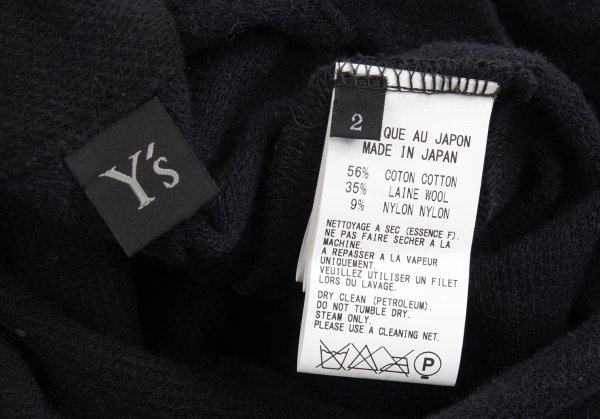 Y's
2
QUE AU JAPON
MADE IN JAPAN
56% COTON COTTON
35% LAINE WOOL
9% NYLON NYLON
NETTOYAGE A SEC (ESSENCE F).
NE PAS FAIRE SECHER A LA
MACHINE.
A REPASSER A LA VAPEUR
UNIQUEMENT.
VEUILLEZ UTILISER UN FILET
LORS DU LAVAGE.
DRY CLEAN (PETROLEUM).
DO NOT TUMBLE DRY.
STEAM ONLY.
PLEASE USE A CLEANING NET.
P